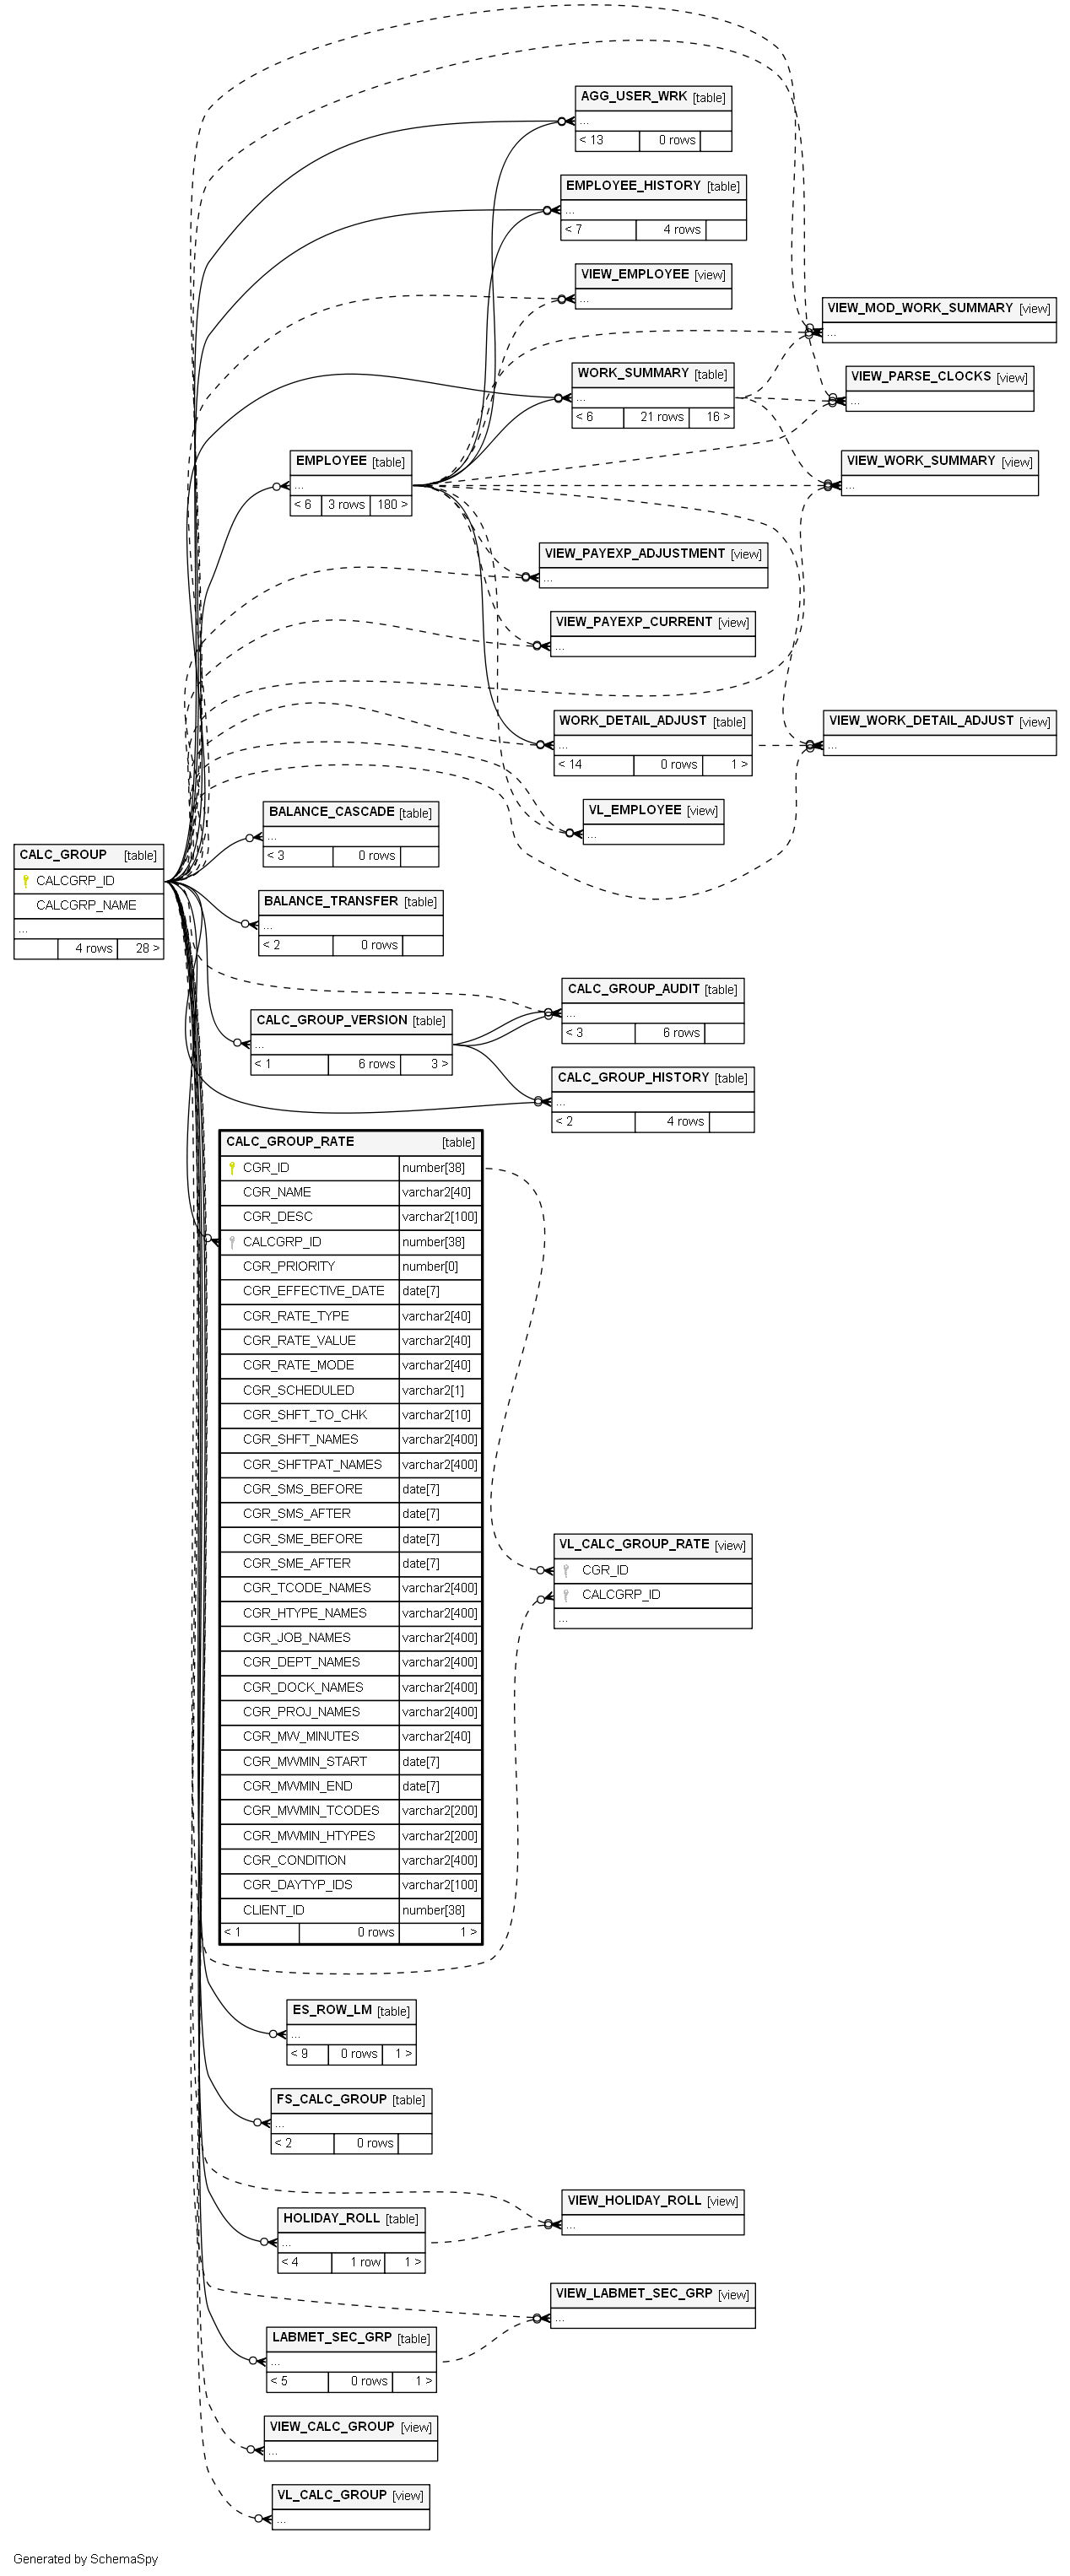 AGG_USER_WRK [table]
...
< 13 0 rows
EMPLOYEE_HISTORY [table]
...
< 7 4 rows
VIEW_EMPLOYEE [view]
...
VIEW_MOD_WORK_SUMMARY [view]
...
WORK_SUMMARY [table]
...
< 6 21 rows 16 >
VIEW_PARSE_CLOCKS [view]
...
EMPLOYEE [table]
...
< 6 3 rows 180 >
VIEW_WORK_SUMMARY [view]
...
VIEW_PAYEXP_ADJUSTMENT [view]
...
VIEW_PAYEXP_CURRENT [view]
...
WORK_DETAIL_ADJUST [table]
...
< 14 0 rows 1 >
VIEW_WORK_DETAIL_ADJUST [view]
...
VL_EMPLOYEE [view]
...
BALANCE_CASCADE [table]
...
< 3 0 rows
CALC_GROUP [table]
CALCGRP_ID
CALCGRP_NAME
...
4 rows 28 >
BALANCE_TRANSFER [table]
...
< 2 0 rows
CALC_GROUP_AUDIT [table]
...
< 3 6 rows
CALC_GROUP_VERSION [table]
...
< 1 6 rows 3 >
CALC_GROUP_HISTORY [table]
...
< 2 4 rows
CALC_GROUP_RATE [table]
CGR_ID number[38]
CGR_NAME varchar2[40]
CGR_DESC varchar2[100]
CALCGRP_ID number[38]
CGR_PRIORITY number[0]
CGR_EFFECTIVE_DATE date[7]
CGR_RATE_TYPE varchar2[40]
CGR_RATE_VALUE varchar2[40]
CGR_RATE_MODE varchar2[40]
CGR_SCHEDULED varchar2[1]
CGR_SHFT_TO_CHK varchar2[10]
CGR_SHFT_NAMES varchar2[400]
CGR_SHFTPAT_NAMES varchar2[400]
CGR_SMS_BEFORE date[7]
CGR_SMS_AFTER date[7]
CGR_SME_BEFORE date[7]
CGR_SME_AFTER date[7]
CGR_TCODE_NAMES varchar2[400]
CGR_HTYPE_NAMES varchar2[400]
CGR_JOB_NAMES varchar2[400]
CGR_DEPT_NAMES varchar2[400]
CGR_DOCK_NAMES varchar2[400]
CGR_PROJ_NAMES varchar2[400]
CGR_MW_MINUTES varchar2[40]
CGR_MWMIN_START date[7]
CGR_MWMIN_END date[7]
CGR_MWMIN_TCODES varchar2[200]
CGR_MWMIN_HTYPES varchar2[200]
CGR_CONDITION varchar2[400]
CGR_DAYTYP_IDS varchar2[100]
CLIENT_ID number[38]
< 1 0 rows 1 >
VL_CALC_GROUP_RATE [view]
CGR_ID
CALCGRP_ID
...
ES_ROW_LM [table]
...
< 9 0 rows 1 >
FS_CALC_GROUP [table]
...
< 2 0 rows
VIEW_HOLIDAY_ROLL [view]
...
HOLIDAY_ROLL [table]
...
< 4 1 row 1 >
VIEW_LABMET_SEC_GRP [view]
...
LABMET_SEC_GRP [table]
...
< 5 0 rows 1 >
VIEW_CALC_GROUP [view]
...
VL_CALC_GROUP [view]
...
Generated by SchemaSpy